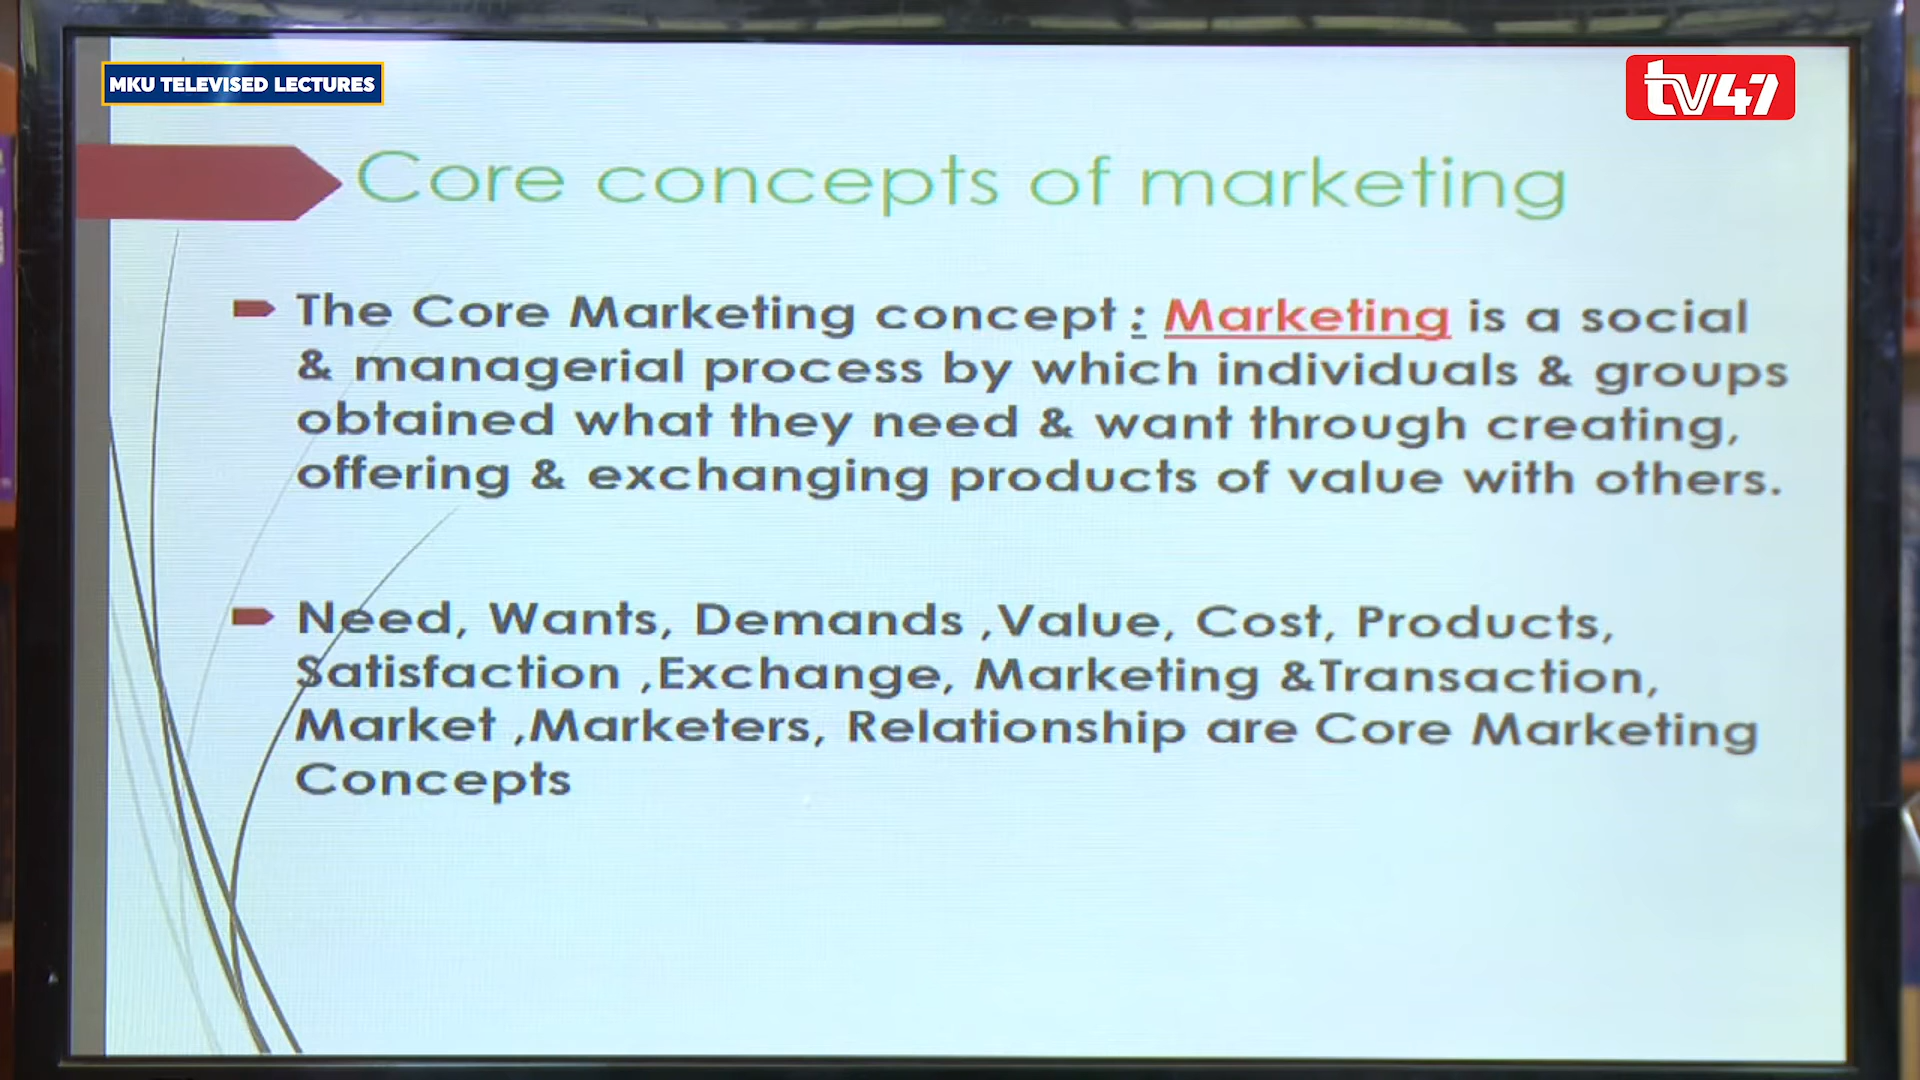 MKU TELEVISED LECTURES
tv47
Core concepts of marketing
The Core Marketing concept : Marketing is a social
& managerial process by which individuals & groups
obtained what they need & want through creating,
offering & exchanging products of value with others.
Need, Wants, Demands ,Value, Cost, Products,
Satisfaction ,Exchange, Marketing &Transaction,
Market ,Marketers, Relationship are Core Marketing
Concepts